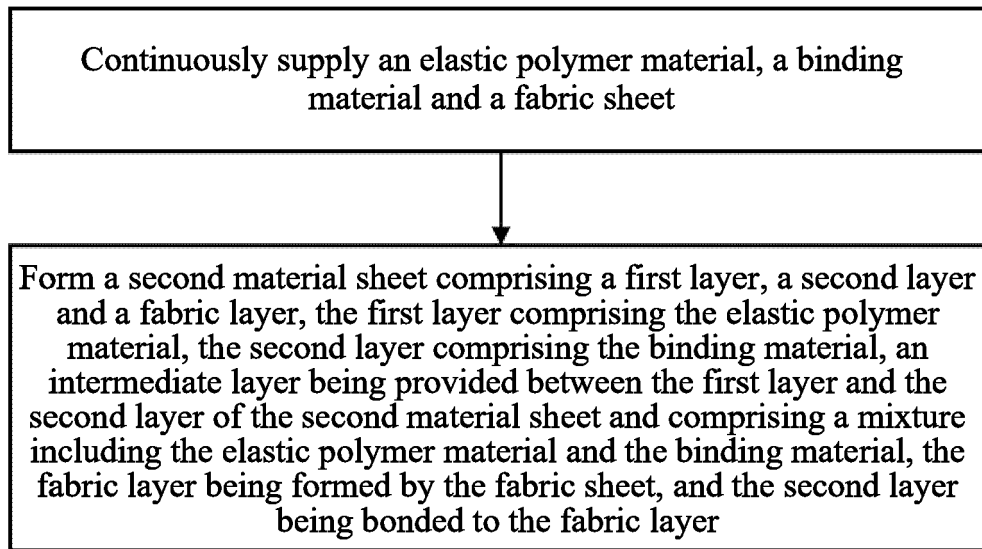 Continuously supply an elastic polymer material, a binding
material and a fabric sheet
Form a second material sheet comprising a first layer, a second layer
and a fabric layer, the first layer comprising the elastic polymer
material, the second layer comprising the binding material, an
intermediate layer being provided between the first layer and the
second layer of the second material sheet and comprising a mixture
including the elastic polymer material and the binding material, the
fabric layer being formed by the fabric sheet, and the second layer
being bonded to the fabric layer